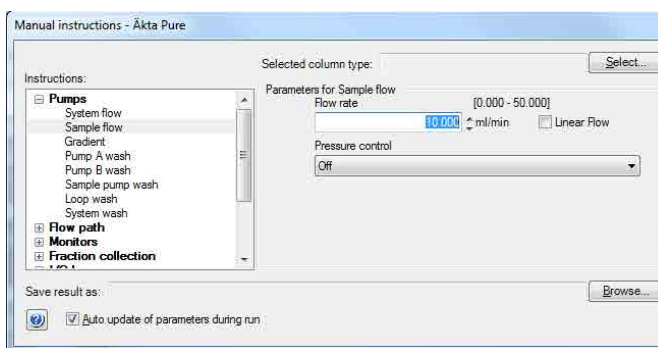 Manual instructions - Äkta Pure
Selected column type:
Select...
Instructions:
Pumps
System flow
Sample flow
Gradient
Pump A wash
Pump B wash
Sample pump wash
Loop wash
System wash
Flow path
Monitors
Fraction collection
Parameters for Sample flow
Flow rate [0.000 - 50.000]
10.000 ml/min Linear Flow
Pressure control
Off
Save result as:
Browse...
Auto update of parameters during run